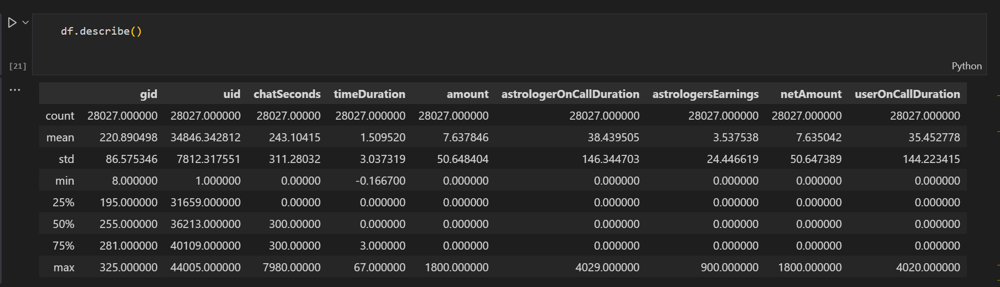 df.describe()
[21]
Python
...
gid uid chatSeconds timeDuration amount astrologerOnCallDuration astrologersEarnings netAmount userOnCallDuration
count 28027.000000 28027.000000 28027.00000 28027.000000 28027.000000 28027.000000 28027.000000 28027.000000 28027.000000
mean 220.890498 34846.342812 243.10415 1.509520 7.637846 38.439505 3.537538 7.635042 35.452778
std 86.575346 7812.317551 311.28032 3.037319 50.648404 146.344703 24.446619 50.647389 144.223415
min 8.000000 1.000000 0.00000 -0.166700 0.000000 0.000000 0.000000 0.000000 0.000000
25% 195.000000 31659.000000 0.00000 0.000000 0.000000 0.000000 0.000000 0.000000 0.000000
50% 255.000000 36213.000000 300.00000 0.000000 0.000000 0.000000 0.000000 0.000000 0.000000
75% 281.000000 40109.000000 300.00000 3.000000 0.000000 0.000000 0.000000 0.000000 0.000000
max 325.000000 44005.000000 7980.00000 67.000000 1800.000000 4029.000000 900.000000 1800.000000 4020.000000